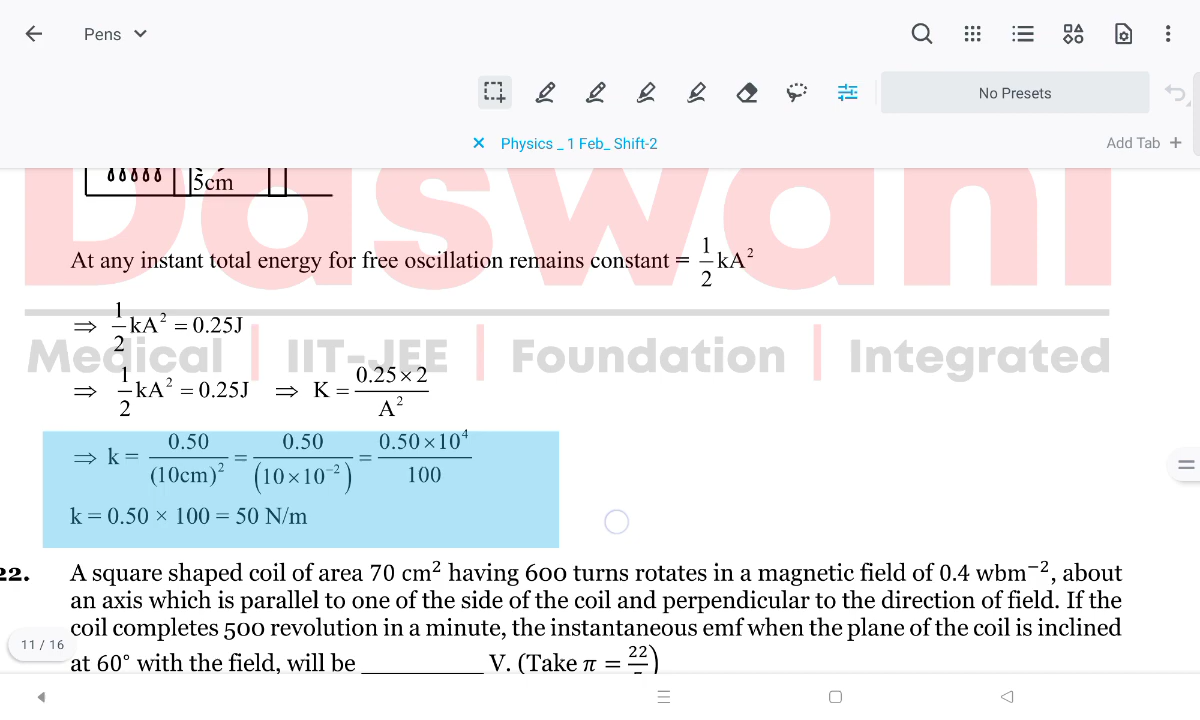 Pens
No Presets
Physics _ 1 Feb_ Shift-2
Add Tab +
5cm
At any instant total energy for free oscillation remains constant = 1/2 kA²
⇒ 1/2 kA² = 0.25J
Medical | IIT-JEE | Foundation | Integrated
⇒ 1/2 kA² = 0.25J ⇒ K = 0.25 × 2 / A²
⇒ k = 0.50 / (10cm)² = 0.50 / (10 × 10⁻²) = 0.50 × 10⁴ / 100
k = 0.50 × 100 = 50 N/m
22. A square shaped coil of area 70 cm² having 600 turns rotates in a magnetic field of 0.4 wbm⁻², about
an axis which is parallel to one of the side of the coil and perpendicular to the direction of field. If the
coil completes 500 revolution in a minute, the instantaneous emf when the plane of the coil is inclined
11 / 16
at 60° with the field, will be __________ V. (Take π = 22/